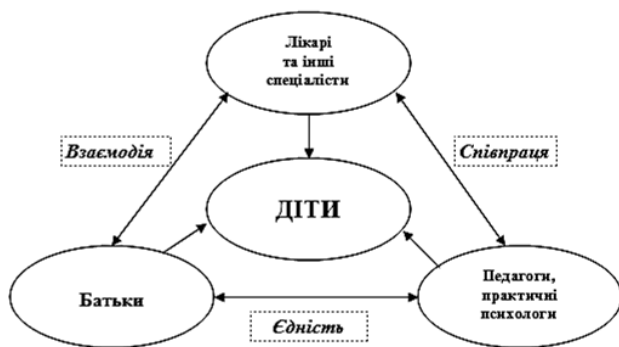 Лікарі
та інші
спеціалісти
Взаємодія
Співпраця
ДІТИ
Батьки
Педагоги,
практичні
психологи
Єдність